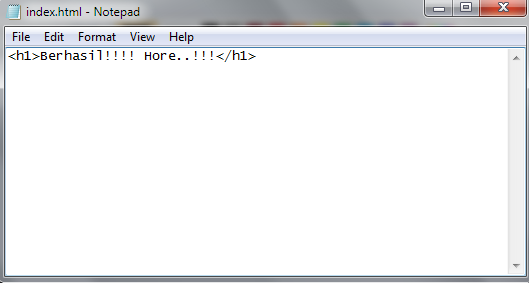 index.html - Notepad
File Edit Format View Help
<h1>Berhasil!!!! Hore..!!!</h1>